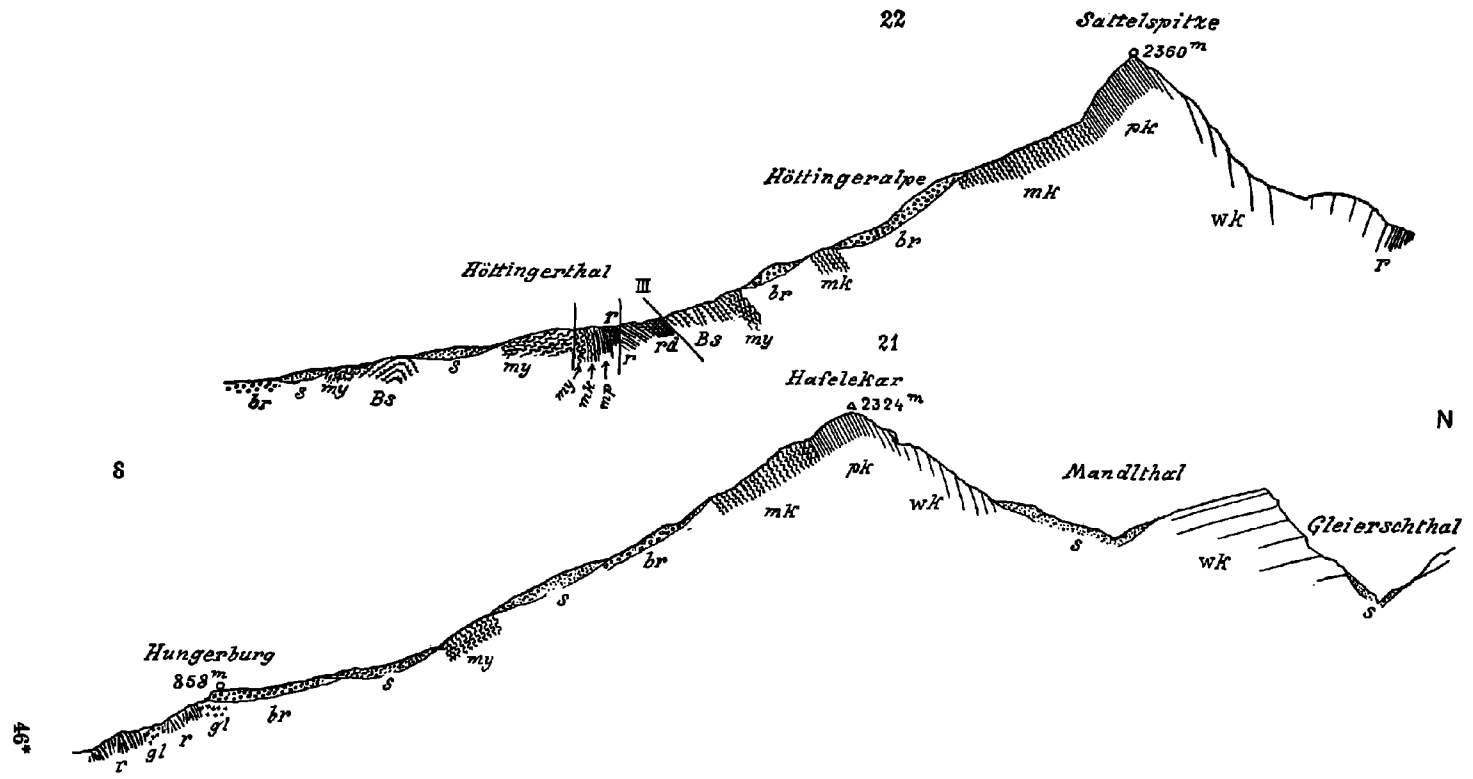 22
Sattelspitze
2360 m
pk
Höttingeralpe
mk
wk
br
r
Höttingerthal
III
mk
br
r
Bs
my
rd
r
my
s
my
mk
mp
my
s
br
Bs
21
Hafelekar
2324 m
N
S
pk
mk
wk
Mandlthal
Gleierschthal
br
s
wk
s
s
my
Hungerburg
858 m
s
br
gl
r
gl
r
46*